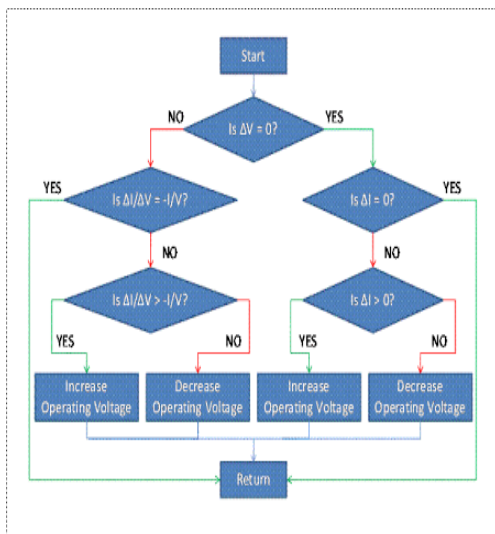 Start
NO
YES
Is ΔV = 0?
YES
Is ΔI/ΔV = -I/V?
Is ΔI = 0?
YES
NO
NO
Is ΔI/ΔV > -I/V?
Is ΔI > 0?
YES
NO
YES
NO
Increase
Operating Voltage
Decrease
Operating Voltage
Increase
Operating Voltage
Decrease
Operating Voltage
Return